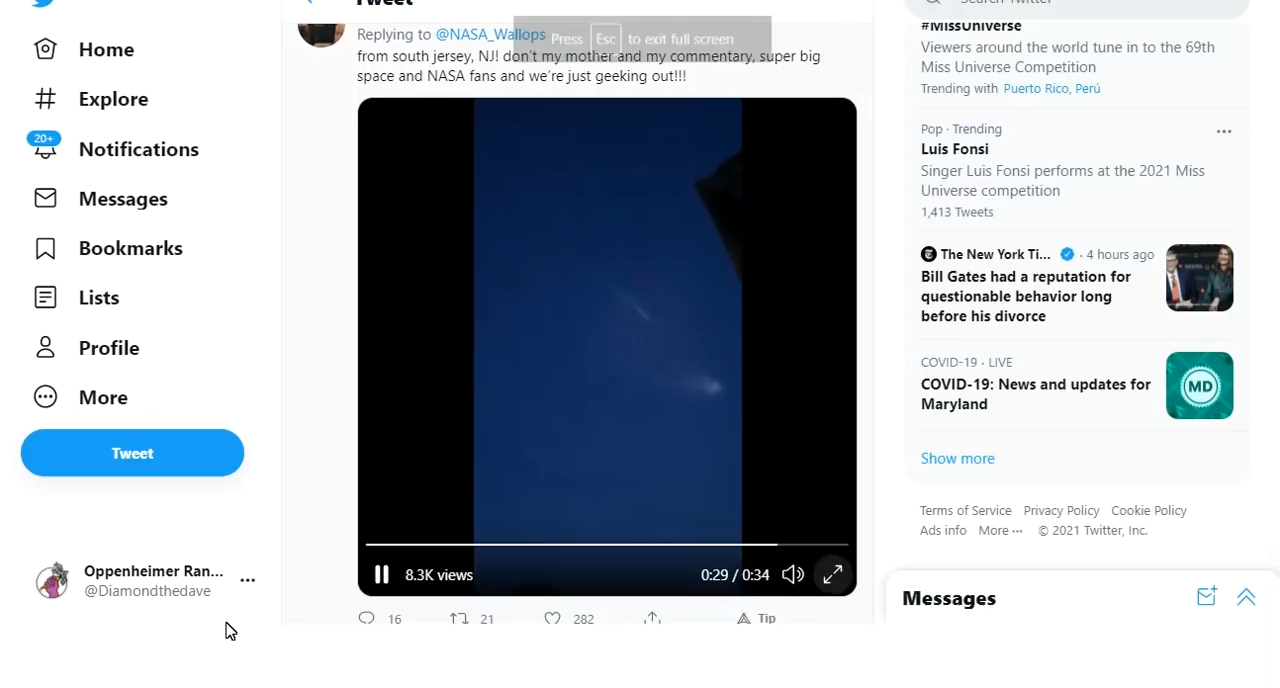 Tweet
Search Twitter
Home
Explore
20+
Notifications
Messages
Bookmarks
Lists
Profile
More
Tweet
Oppenheimer Ran...
@Diamondthedave
Replying to @NASA_Wallops
from south jersey, NJ! don't my mother and my commentary, super big
space and NASA fans and we're just geeking out!!!
Press Esc to exit full screen
8.3K views
0:29 / 0:34
16
21
282
Tip
#MissUniverse
Viewers around the world tune in to the 69th
Miss Universe Competition
Trending with Puerto Rico, Perú
Pop · Trending
Luis Fonsi
Singer Luis Fonsi performs at the 2021 Miss
Universe competition
1,413 Tweets
The New York Ti... · 4 hours ago
Bill Gates had a reputation for
questionable behavior long
before his divorce
COVID-19 · LIVE
COVID-19: News and updates for
Maryland
MD
Show more
Terms of Service Privacy Policy Cookie Policy
Ads info More ··· © 2021 Twitter, Inc.
Messages